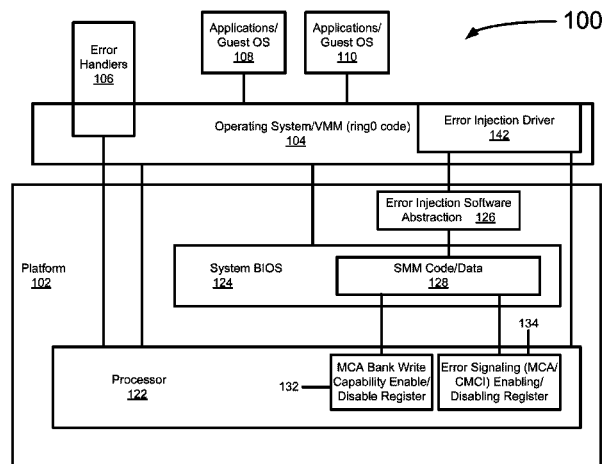 100
Error
Handlers
106
Applications/
Guest OS
108
Applications/
Guest OS
110
Operating System/VMM (ring0 code)
104
Error Injection Driver
142
Error Injection Software
Abstraction 126
Platform
102
System BIOS
124
SMM Code/Data
128
134
Processor
122
132
MCA Bank Write
Capability Enable/
Disable Register
Error Signaling (MCA/
CMCI) Enabling/
Disabling Register